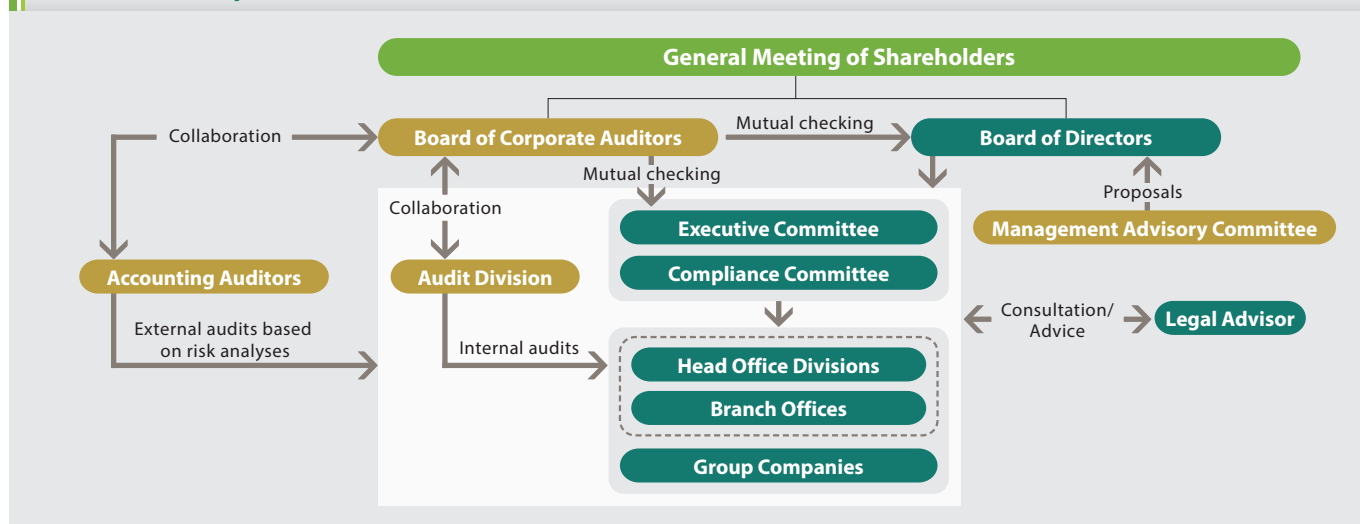 General Meeting of Shareholders
Collaboration
Board of Corporate Auditors
Mutual checking
Board of Directors
Mutual checking
Collaboration
Proposals
Executive Committee
Management Advisory Committee
Accounting Auditors
Audit Division
Compliance Committee
External audits based
on risk analyses
Consultation/
Advice
Legal Advisor
Internal audits
Head Office Divisions
Branch Offices
Group Companies